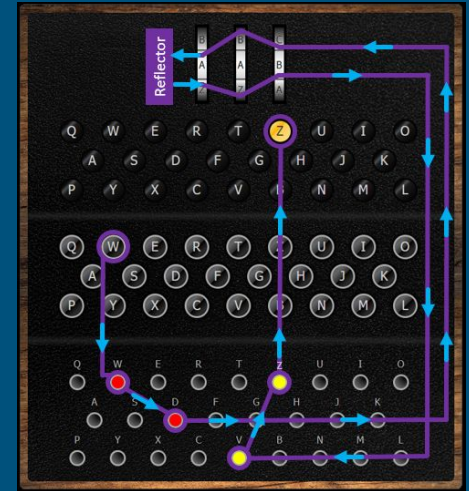 Reflector
B B
A A B
Z Z A
Q W E R T Z U I O
A S D F G H J K
P Y X C V B N M L
Q W E R T Z U I O
A S D F G H J K
P Y X C V B N M L
Q W E R T Z U I O
A S D F G H J K
P Y X C V B N M L